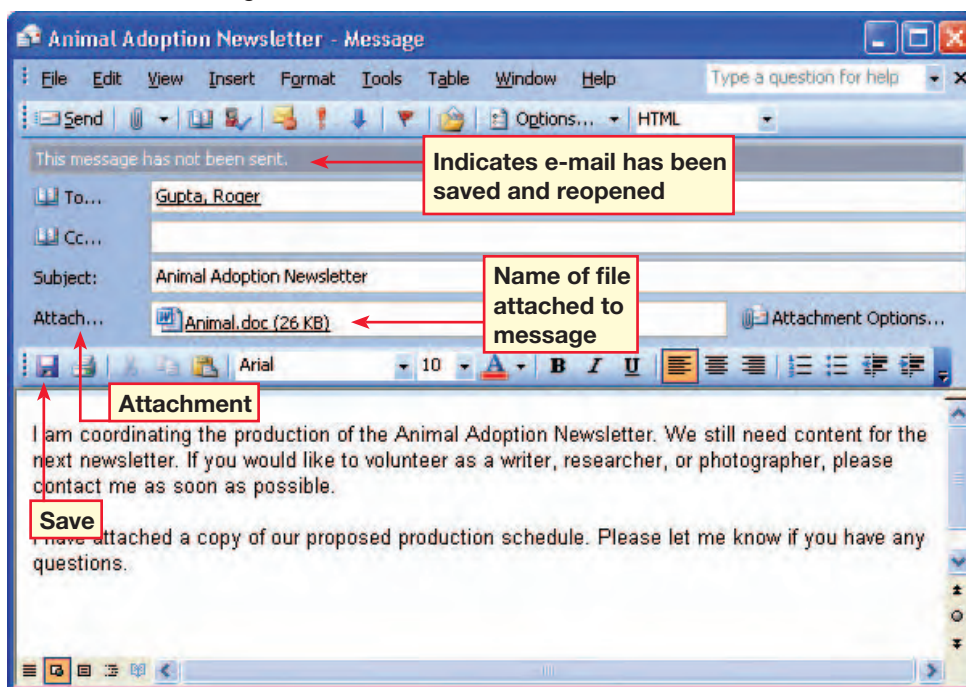 Animal Adoption Newsletter - Message
File Edit View Insert Format Tools Table Window Help Type a question for help
Send Options... HTML
This message has not been sent.
Indicates e-mail has been
saved and reopened
To... Gupta, Roger
Cc...
Subject: Animal Adoption Newsletter
Name of file
attached to
message
Attach... Animal.doc (26 KB) Attachment Options...
Arial 10 A B I U
Attachment
I am coordinating the production of the Animal Adoption Newsletter. We still need content for the
next newsletter. If you would like to volunteer as a writer, researcher, or photographer, please
contact me as soon as possible.
Save
I have attached a copy of our proposed production schedule. Please let me know if you have any
questions.